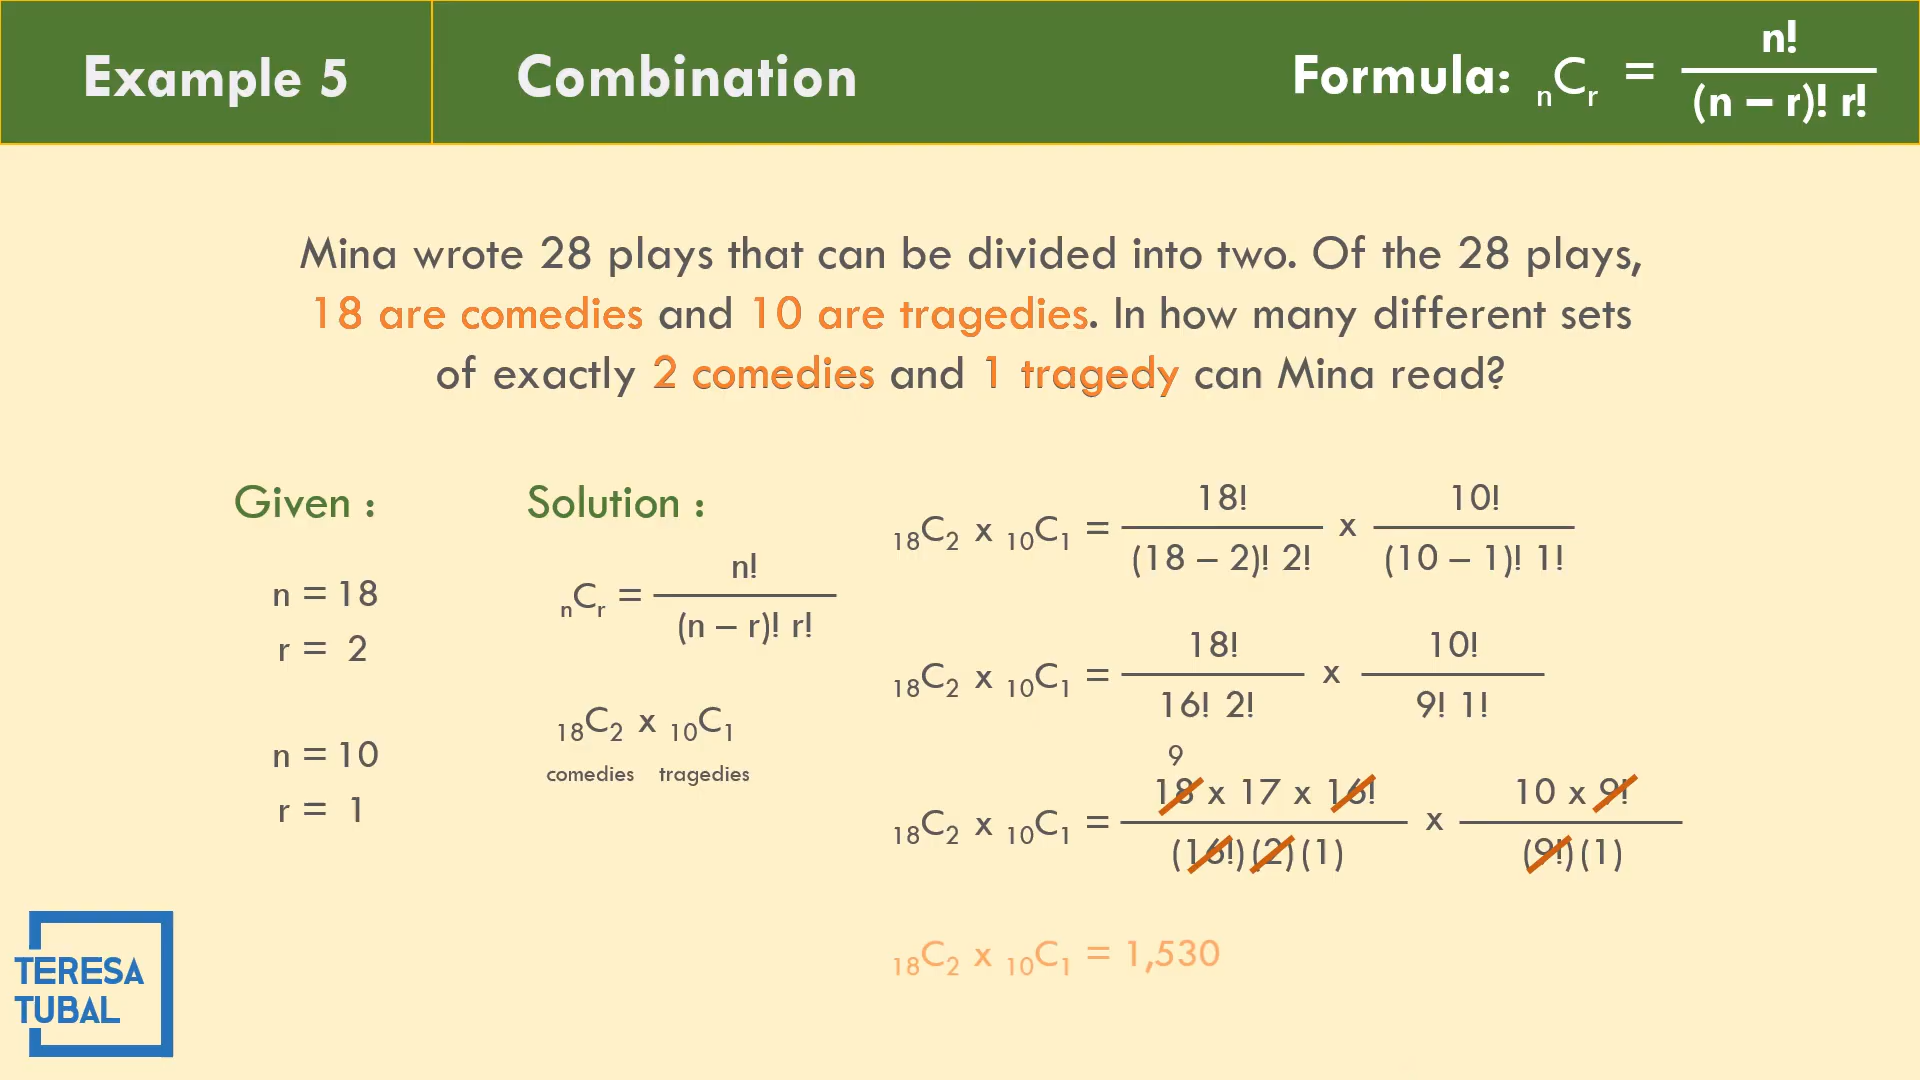 Example 5
Combination
Formula: nCr = n! / (n – r)! r!
Mina wrote 28 plays that can be divided into two. Of the 28 plays,
18 are comedies and 10 are tragedies. In how many different sets
of exactly 2 comedies and 1 tragedy can Mina read?
Given :
n = 18
r = 2
n = 10
r = 1
Solution :
nCr = n! / (n – r)! r!
18C2 x 10C1
comedies tragedies
18C2 x 10C1 = 18! / (18 – 2)! 2! x 10! / (10 – 1)! 1!
18C2 x 10C1 = 18! / 16! 2! x 10! / 9! 1!
9
18C2 x 10C1 = 18 x 17 x 16! / (16!)(2)(1) x 10 x 9! / (9!)(1)
18C2 x 10C1 = 1,530
TERESA
TUBAL